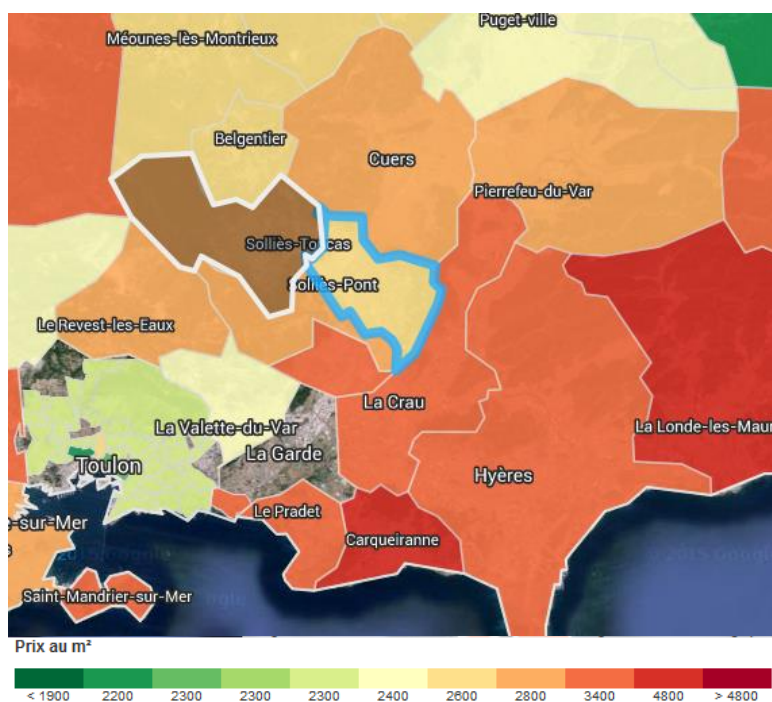 Puget-ville
Méounes-lès-Montrieux
Belgentier
Cuers
Pierrefeu-du-Var
Solliès-Toucas
Solliès-Pont
Le Revest-les-Eaux
La Crau
La Valette-du-Var
La Londe-les-Maur
La Garde
Toulon
Hyères
Le Pradet
e-sur-Mer
Carqueiranne
Saint-Mandrier-sur-Mer
Prix au m²
< 1900 2200 2300 2300 2300 2400 2600 2800 3400 4800 > 4800